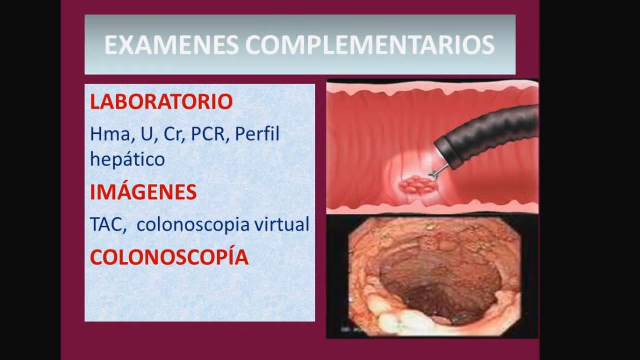 EXAMENES COMPLEMENTARIOS
LABORATORIO
Hma, U, Cr, PCR, Perfil
hepático
IMÁGENES
TAC, colonoscopia virtual
COLONOSCOPÍA